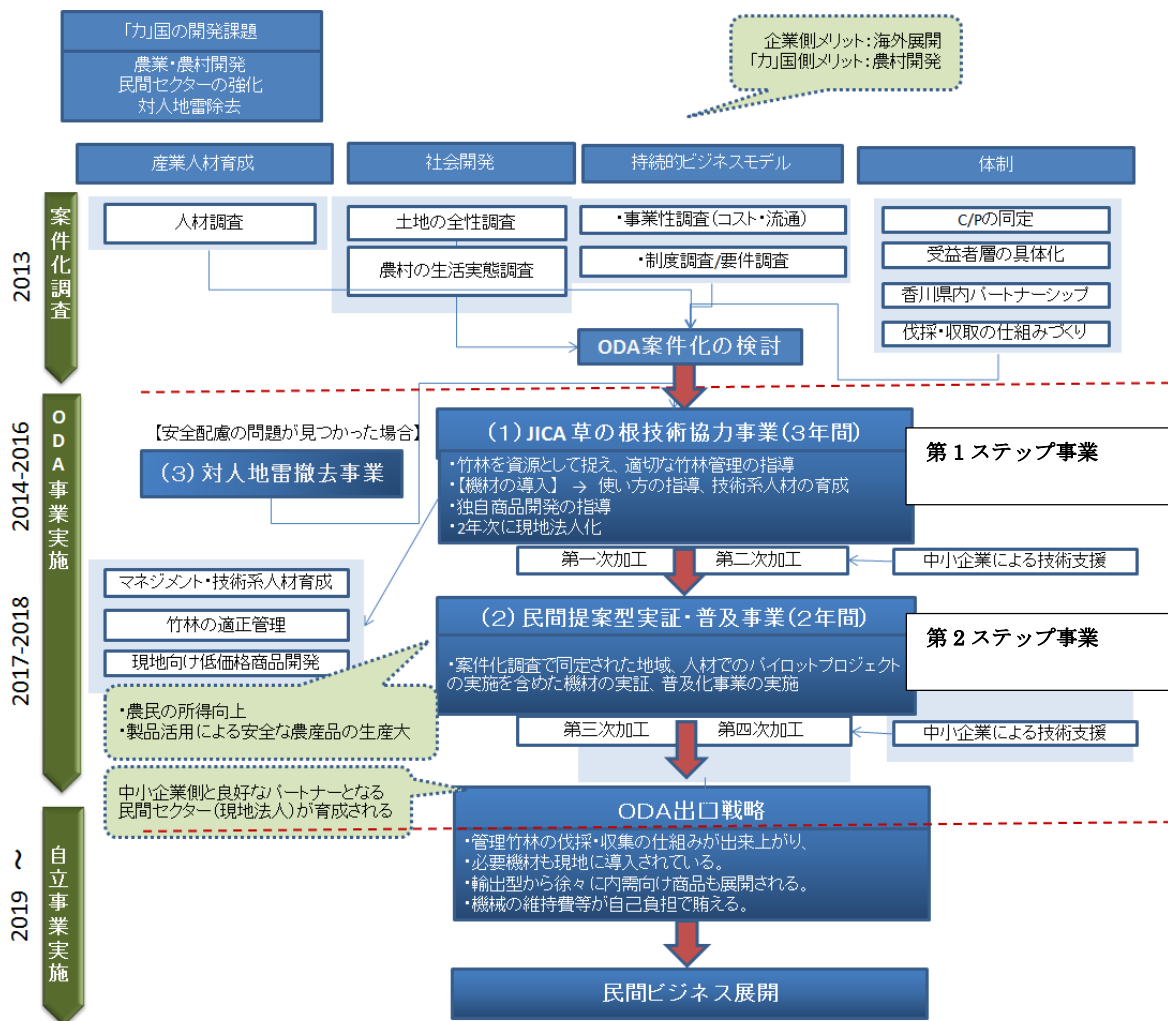 「カ」国の開発課題
農業・農村開発
民間セクターの強化
対人地雷除去
企業側メリット：海外展開
「カ」国側メリット：農村開発
産業人材育成
社会開発
持続的ビジネスモデル
体制
2013
案件化調査
人材調査
土地の全性調査
農村の生活実態調査
・事業性調査（コスト・流通）
・制度調査/要件調査
C/Pの同定
受益者層の具体化
香川県内パートナーシップ
伐採・収取の仕組みづくり
ODA案件化の検討
2014-2016
2017-2018
ODA事業実施
【安全配慮の問題が見つかった場合】
（3）対人地雷撤去事業
（1）JICA 草の根技術協力事業（3年間）
・竹林を資源として捉え、適切な竹林管理の指導
・【機材の導入】 → 使い方の指導、技術系人材の育成
・独自商品開発の指導
・2年次に現地法人化
第１ステップ事業
第一次加工
第二次加工
中小企業による技術支援
マネジメント・技術系人材育成
竹林の適正管理
現地向け低価格商品開発
（2）民間提案型実証・普及事業（2年間）
・案件化調査で同定された地域、人材でのパイロットプロジェクト
の実施を含めた機材の実証、普及化事業の実施
第２ステップ事業
・農民の所得向上
・製品活用による安全な農産品の生産大
第三次加工
第四次加工
中小企業による技術支援
中小企業側と良好なパートナーとなる
民間セクター（現地法人）が育成される
2019 ～
自立事業実施
ODA出口戦略
・管理竹林の伐採・収集の仕組みが出来上がり、
・必要機材も現地に導入されている。
・輸出型から徐々に内需向け商品も展開される。
・機械の維持費等が自己負担で賄える。
民間ビジネス展開